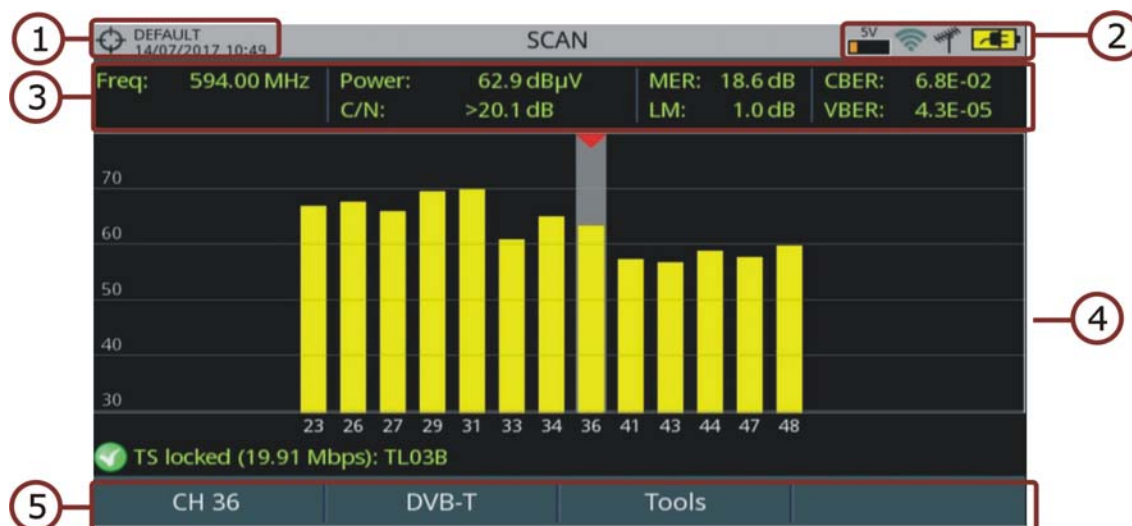 1
DEFAULT
14/07/2017 10:49
SCAN
5V
2
3
Freq: 594.00 MHz Power: 62.9 dBµV MER: 18.6 dB CBER: 6.8E-02
C/N: >20.1 dB LM: 1.0 dB VBER: 4.3E-05
70
60
50
40
30
4
23 26 27 29 31 33 34 36 41 43 44 47 48
TS locked (19.91 Mbps): TL03B
5
CH 36 DVB-T Tools